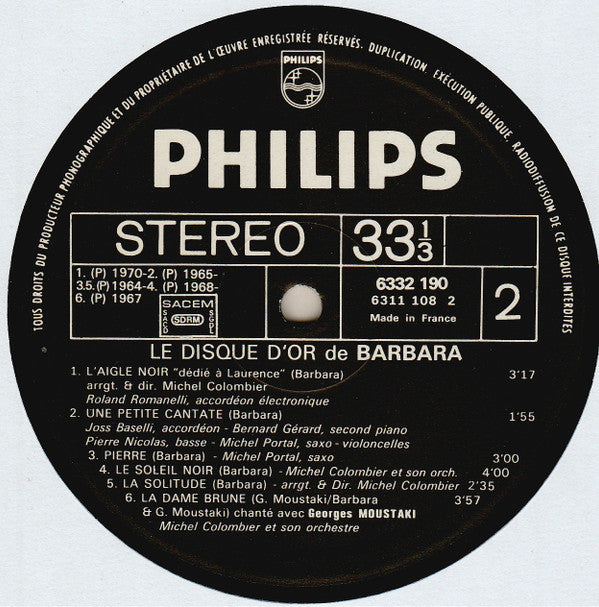 TOUS DROITS DU PRODUCTEUR PHONOGRAPHIQUE ET DU PROPRIÉTAIRE DE L'ŒUVRE ENREGISTRÉE RÉSERVÉS. DUPLICATION, EXÉCUTION PUBLIQUE, RADIODIFFUSION DE CE DISQUE INTERDITES
PHILIPS
PHILIPS
STEREO 33 1/3
1. (P) 1970-2. (P) 1965-
3.5. (P) 1964-4. (P) 1968-
6. (P) 1967
SACEM
SACD SDRM SGDL
6332 190
6311 108 2
Made in France
2
LE DISQUE D'OR de BARBARA
1. L'AIGLE NOIR "dédié à Laurence" (Barbara) 3'17
arrgt. & dir. Michel Colombier
Roland Romanelli, accordéon électronique
2. UNE PETITE CANTATE (Barbara) 1'55
Joss Baselli, accordéon - Bernard Gérard, second piano
Pierre Nicolas, basse - Michel Portal, saxo - violoncelles
3. PIERRE (Barbara) - Michel Portal, saxo 3'00
4. LE SOLEIL NOIR (Barbara) - Michel Colombier et son orch. 4'00
5. LA SOLITUDE (Barbara) - arrgt. & Dir. Michel Colombier 2'35
6. LA DAME BRUNE (G. Moustaki/Barbara 3'57
& G. Moustaki) chanté avec Georges MOUSTAKI
Michel Colombier et son orchestre